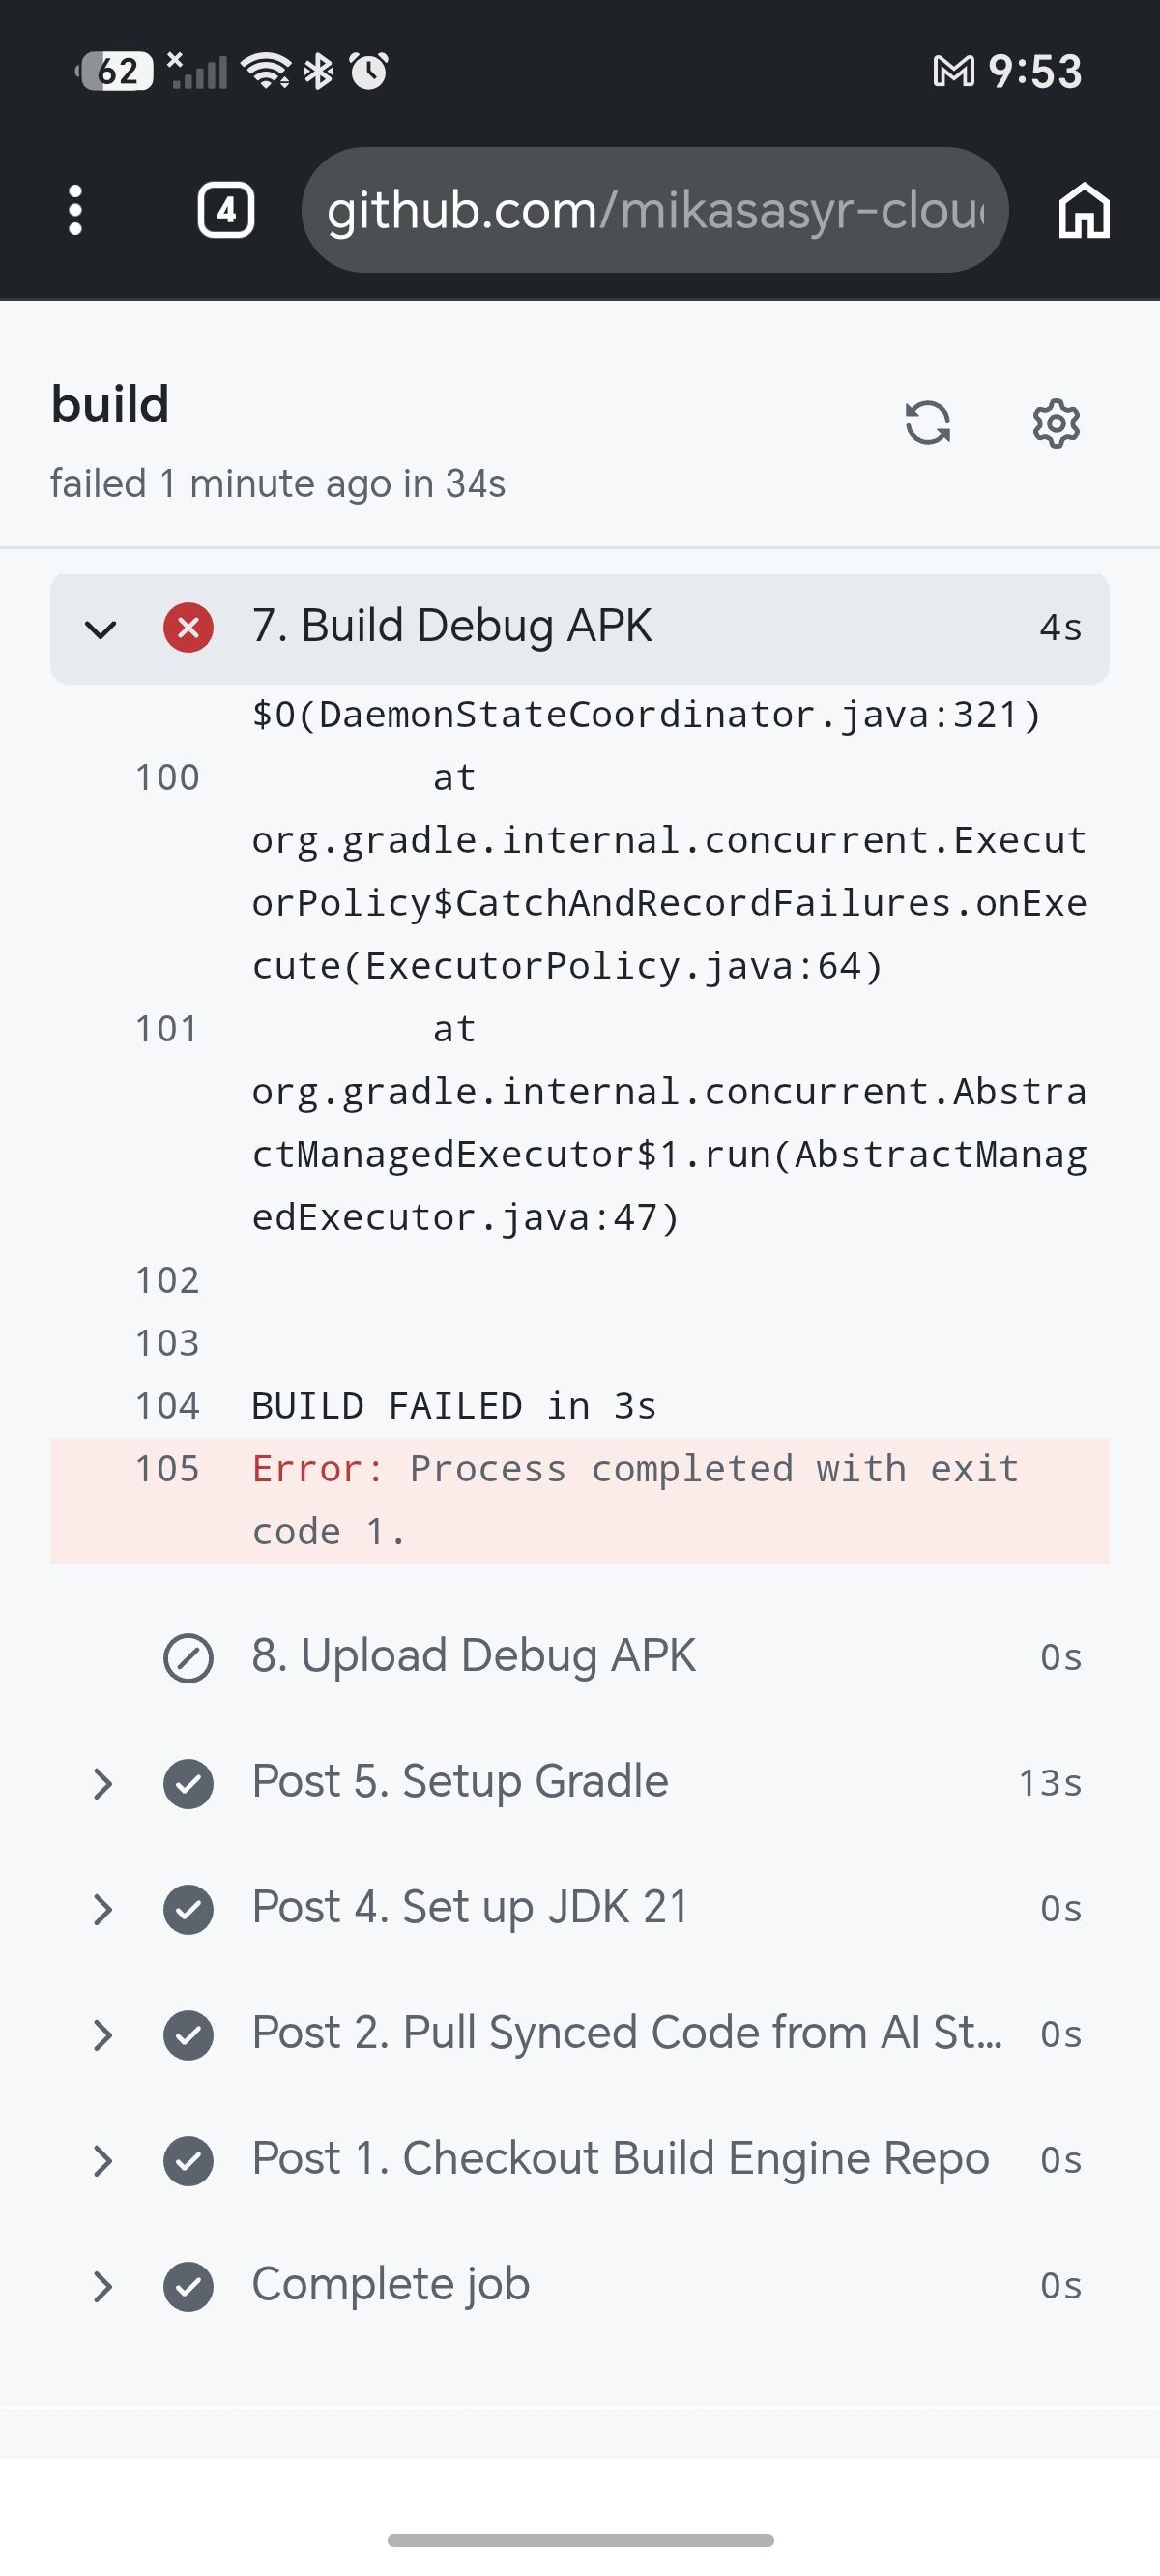 62
9:53
4
github.com/mikasasyr-clou
build
failed 1 minute ago in 34s
7. Build Debug APK 4s
$0(DaemonStateCoordinator.java:321)
100 at
org.gradle.internal.concurrent.Execut
orPolicy$CatchAndRecordFailures.onExe
cute(ExecutorPolicy.java:64)
101 at
org.gradle.internal.concurrent.Abstra
ctManagedExecutor$1.run(AbstractManag
edExecutor.java:47)
102
103
104 BUILD FAILED in 3s
105 Error: Process completed with exit
code 1.
8. Upload Debug APK 0s
Post 5. Setup Gradle 13s
Post 4. Set up JDK 21 0s
Post 2. Pull Synced Code from AI St... 0s
Post 1. Checkout Build Engine Repo 0s
Complete job 0s